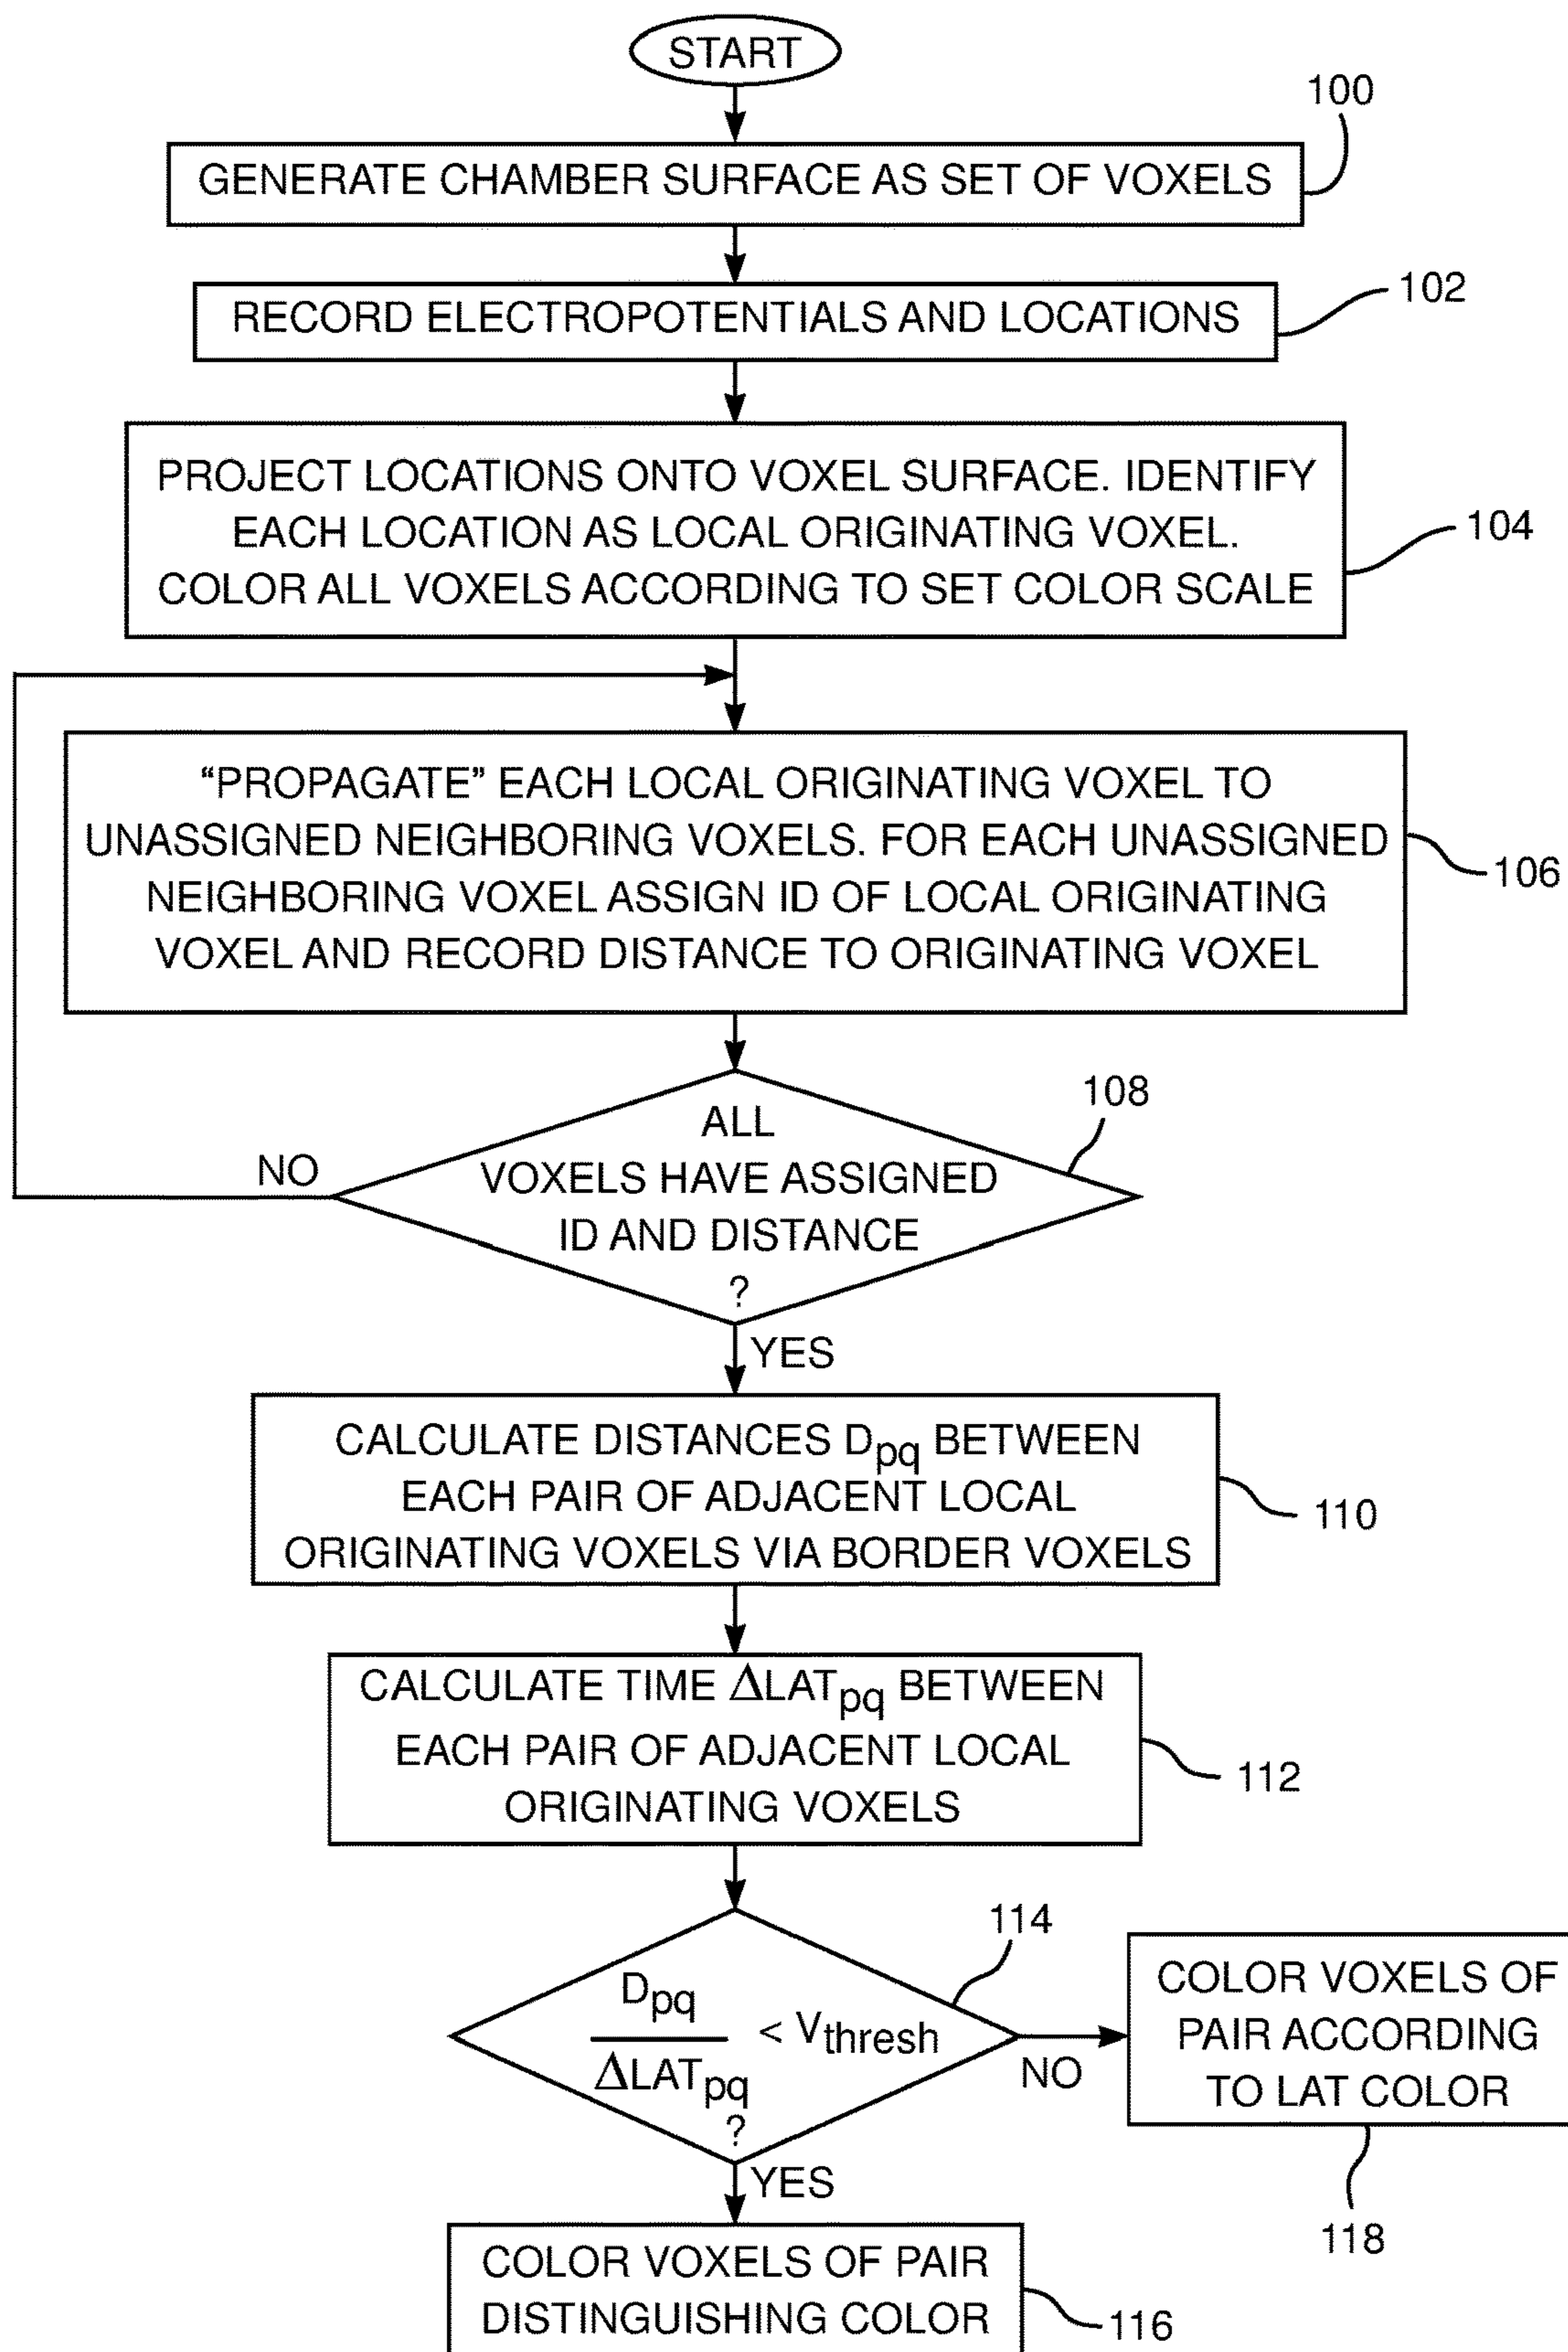 START
100
GENERATE CHAMBER SURFACE AS SET OF VOXELS
102
RECORD ELECTROPOTENTIALS AND LOCATIONS
PROJECT LOCATIONS ONTO VOXEL SURFACE. IDENTIFY
EACH LOCATION AS LOCAL ORIGINATING VOXEL.
COLOR ALL VOXELS ACCORDING TO SET COLOR SCALE
104
“PROPAGATE” EACH LOCAL ORIGINATING VOXEL TO
UNASSIGNED NEIGHBORING VOXELS. FOR EACH UNASSIGNED
NEIGHBORING VOXEL ASSIGN ID OF LOCAL ORIGINATING
VOXEL AND RECORD DISTANCE TO ORIGINATING VOXEL
106
108
ALL
VOXELS HAVE ASSIGNED
ID AND DISTANCE
?
NO
YES
CALCULATE DISTANCES Dpq BETWEEN
EACH PAIR OF ADJACENT LOCAL
ORIGINATING VOXELS VIA BORDER VOXELS
110
CALCULATE TIME ΔLATpq BETWEEN
EACH PAIR OF ADJACENT LOCAL
ORIGINATING VOXELS
112
114
Dpq
< Vthresh
ΔLATpq
?
NO
COLOR VOXELS OF
PAIR ACCORDING
TO LAT COLOR
118
YES
COLOR VOXELS OF PAIR
DISTINGUISHING COLOR
116